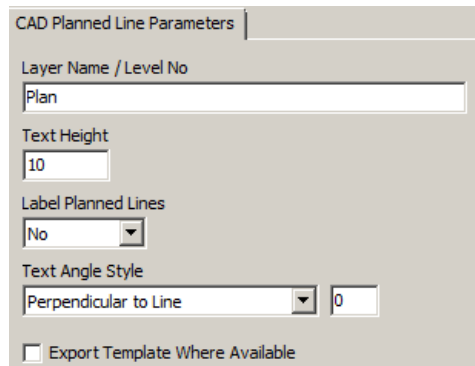 CAD Planned Line Parameters
Layer Name / Level No
Plan
Text Height
10
Label Planned Lines
No
Text Angle Style
Perpendicular to Line 0
Export Template Where Available